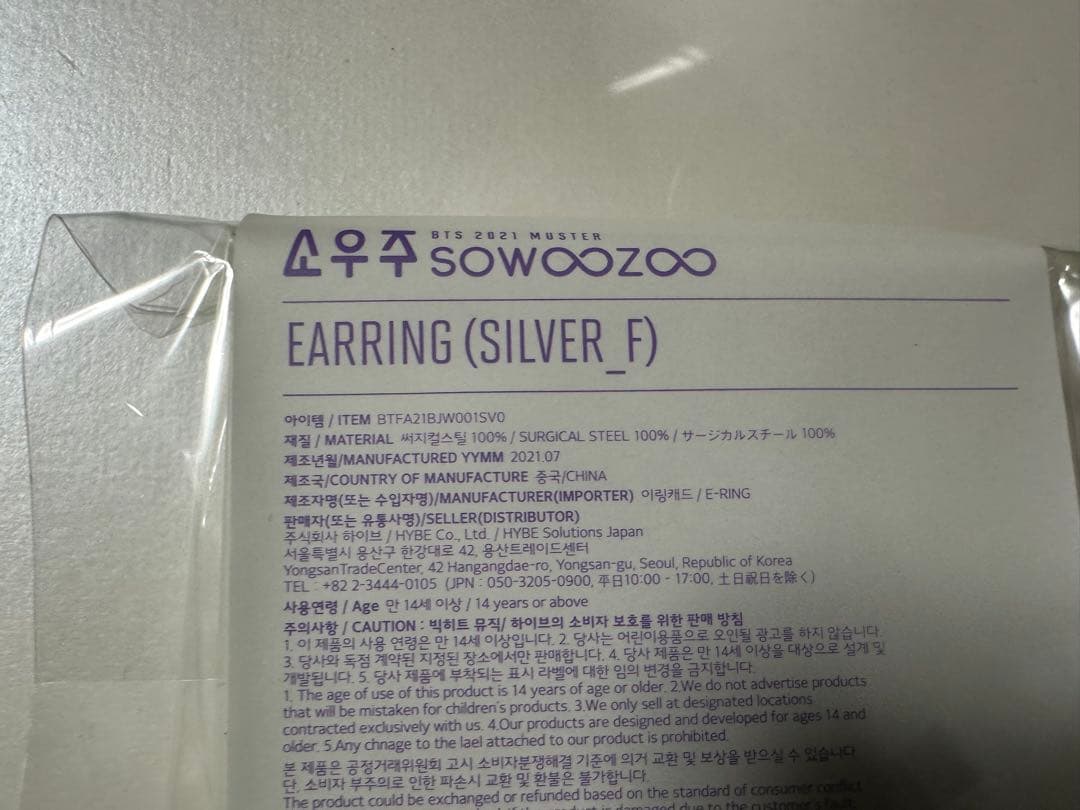 소우주 BTS 2021 MUSTER
SOWOOZOO
EARRING (SILVER_F)
아이템 / ITEM BTFA21BJW001SV0
재질 / MATERIAL 써지컬스틸 100% / SURGICAL STEEL 100% / サージカルスチール 100%
제조년월/MANUFACTURED YYMM 2021.07
제조국/COUNTRY OF MANUFACTURE 중국/CHINA
제조자명(또는 수입자명)/MANUFACTURER(IMPORTER) 이링캐드 / E-RING
판매자(또는 유통사명)/SELLER(DISTRIBUTOR)
주식회사 하이브 / HYBE Co., Ltd. / HYBE Solutions Japan
서울특별시 용산구 한강대로 42, 용산트레이드센터
YongsanTradeCenter, 42 Hangangdae-ro, Yongsan-gu, Seoul, Republic of Korea
TEL : +82 2-3444-0105 (JPN : 050-3205-0900, 平日10:00 - 17:00, 土日祝日を除く)
사용연령 / Age 만 14세 이상 / 14 years or above
주의사항 / CAUTION : 빅히트 뮤직/ 하이브의 소비자 보호를 위한 판매 방침
1. 이 제품의 사용 연령은 만 14세 이상입니다. 2. 당사는 어린이용품으로 오인될 광고를 하지 않습니다.
3. 당사와 독점 계약된 지정된 장소에서만 판매합니다. 4. 당사 제품은 만 14세 이상을 대상으로 설계 및
개발됩니다. 5. 당사 제품에 부착되는 표시 라벨에 대한 임의 변경을 금지합니다.
1. The age of use of this product is 14 years of age or older. 2.We do not advertise products
that will be mistaken for children's products. 3.We only sell at designated locations
contracted exclusively with us. 4.Our products are designed and developed for ages 14 and
older. 5.Any chnage to the lael attached to our product is prohibited.
본 제품은 공정거래위원회 고시 소비자분쟁해결 기준에 의거 교환 및 보상을 받으실 수 있습니다
단, 소비자 부주의로 인한 파손시 교환 및 환불은 불가합니다.
The product could be exchanged or refunded based on the standard of consumer conflict
product is damaged due to the customer's